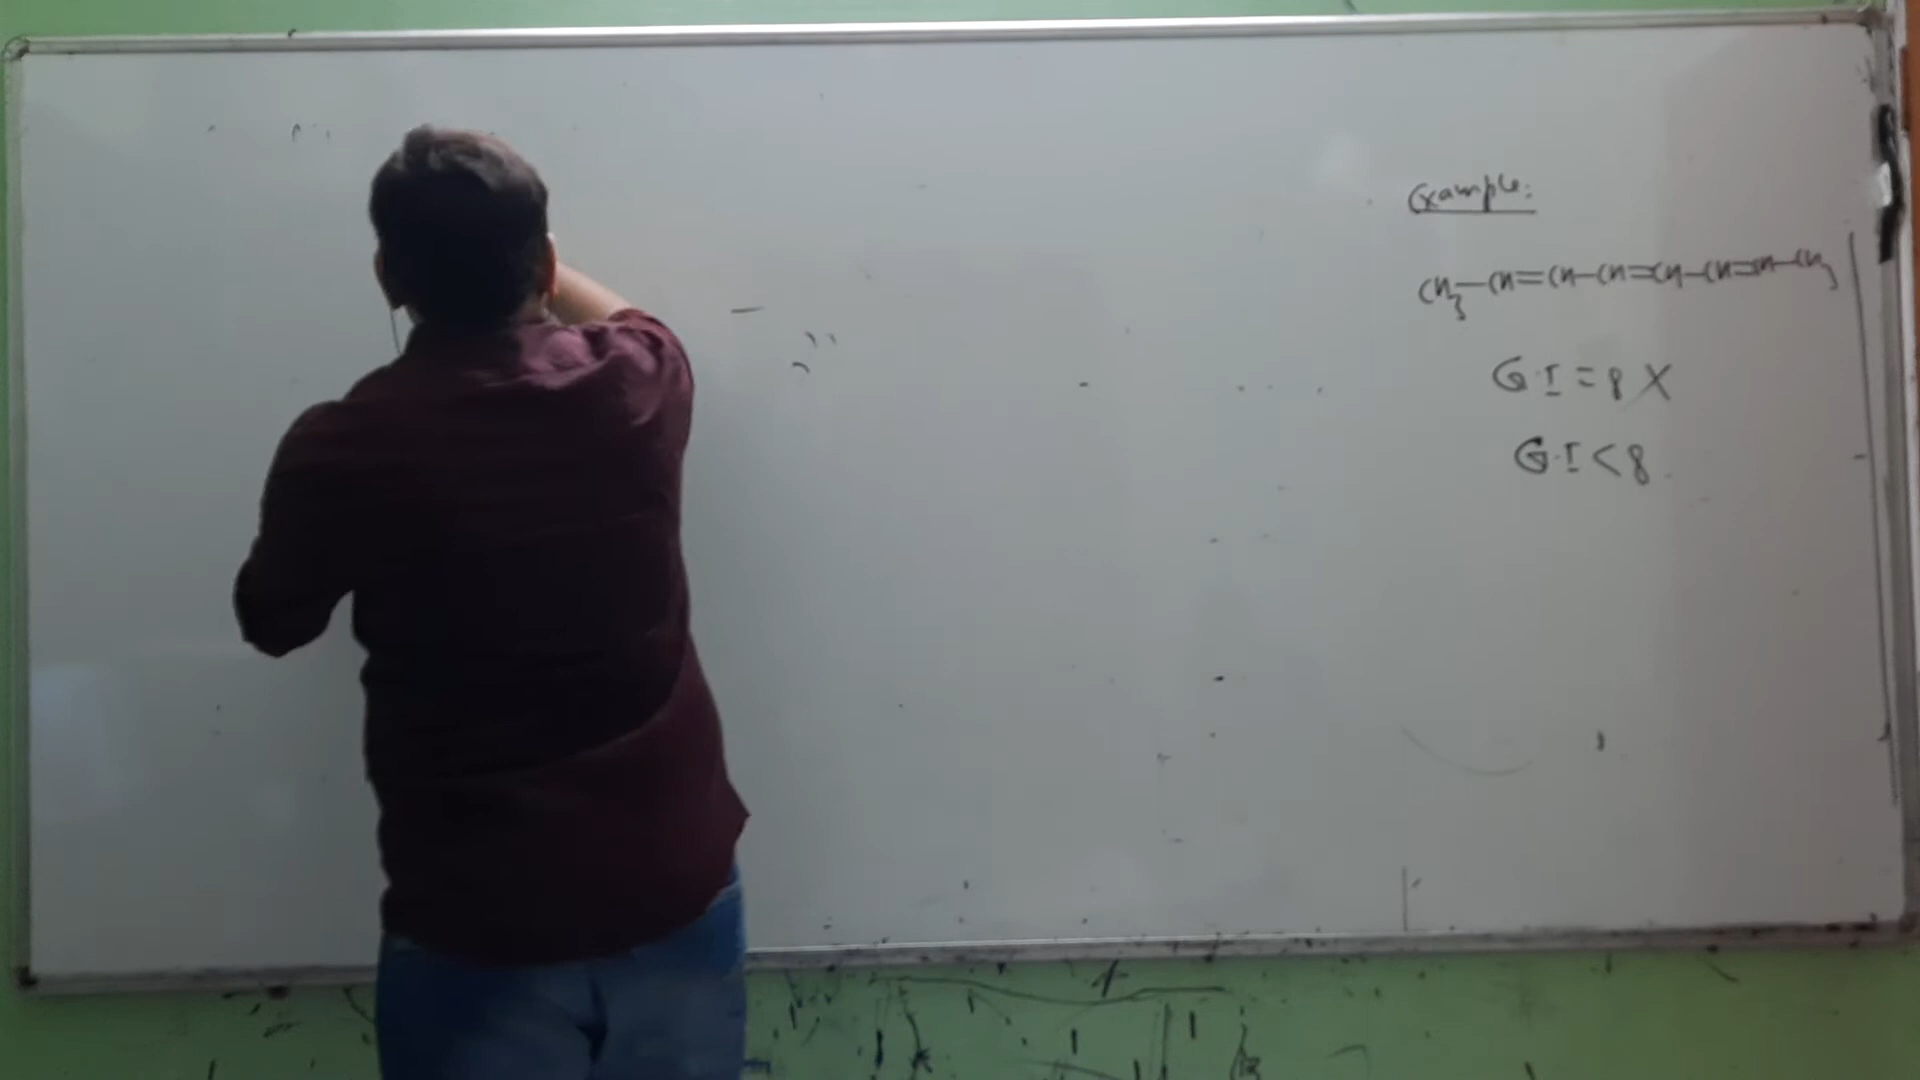 Example:
CH3-CH=CH-CH=CH-CH=CH-CH3
G.I = 8 X
G.I < 8